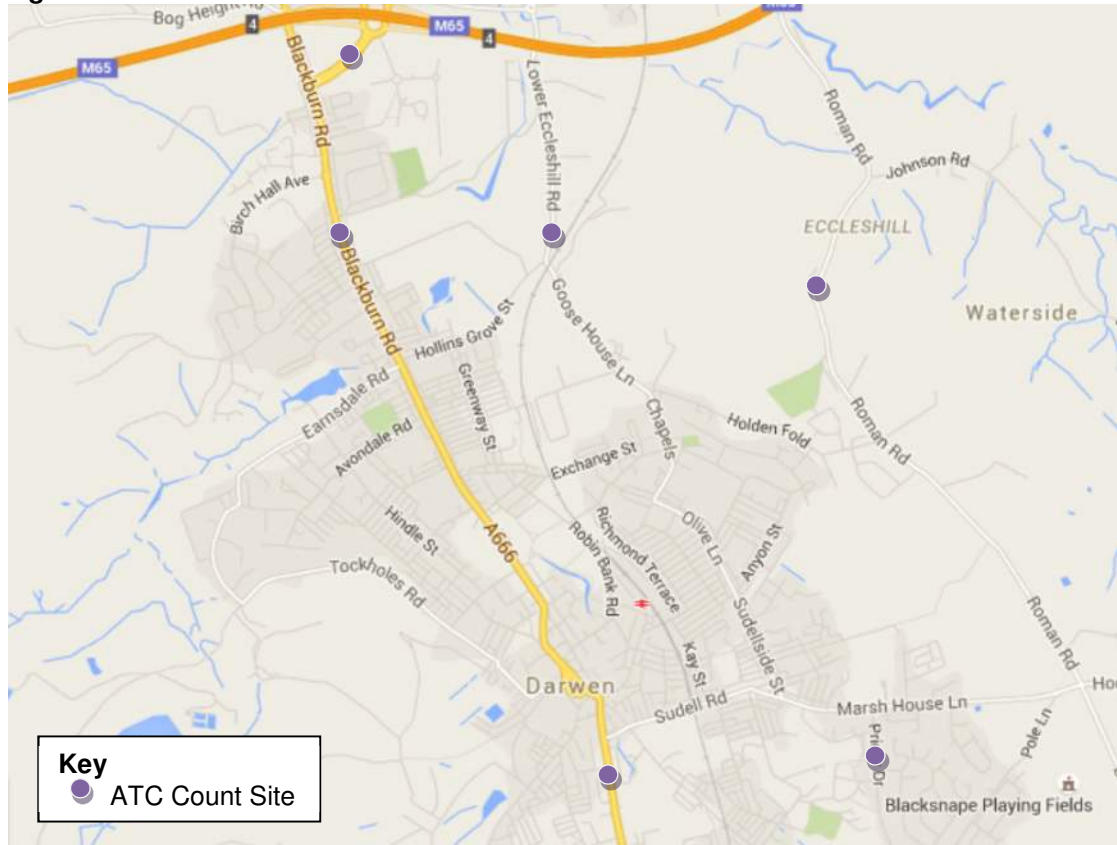 Bog Height Rd
M65
4
M65
4
Blackburn Rd
Lower Eccleshill Rd
Roman Rd
Johnson Rd
Birch Hall Ave
ECCLESHILL
Blackburn Rd
Waterside
Goose House Ln
Hollins Grove St
Earnsdale Rd
Greenway St
Avondale Rd
Chapels
Holden Fold
Roman Rd
Exchange St
Hindle St
A666
Richmond Terrace
Robin Bank Rd
Olive Ln
Anyon St
Tockholes Rd
Sudellside St
Roman Rd
Kay St
Darwen
Sudell Rd
Marsh House Ln
Pole Ln
Blacksnape Playing Fields
Key
ATC Count Site